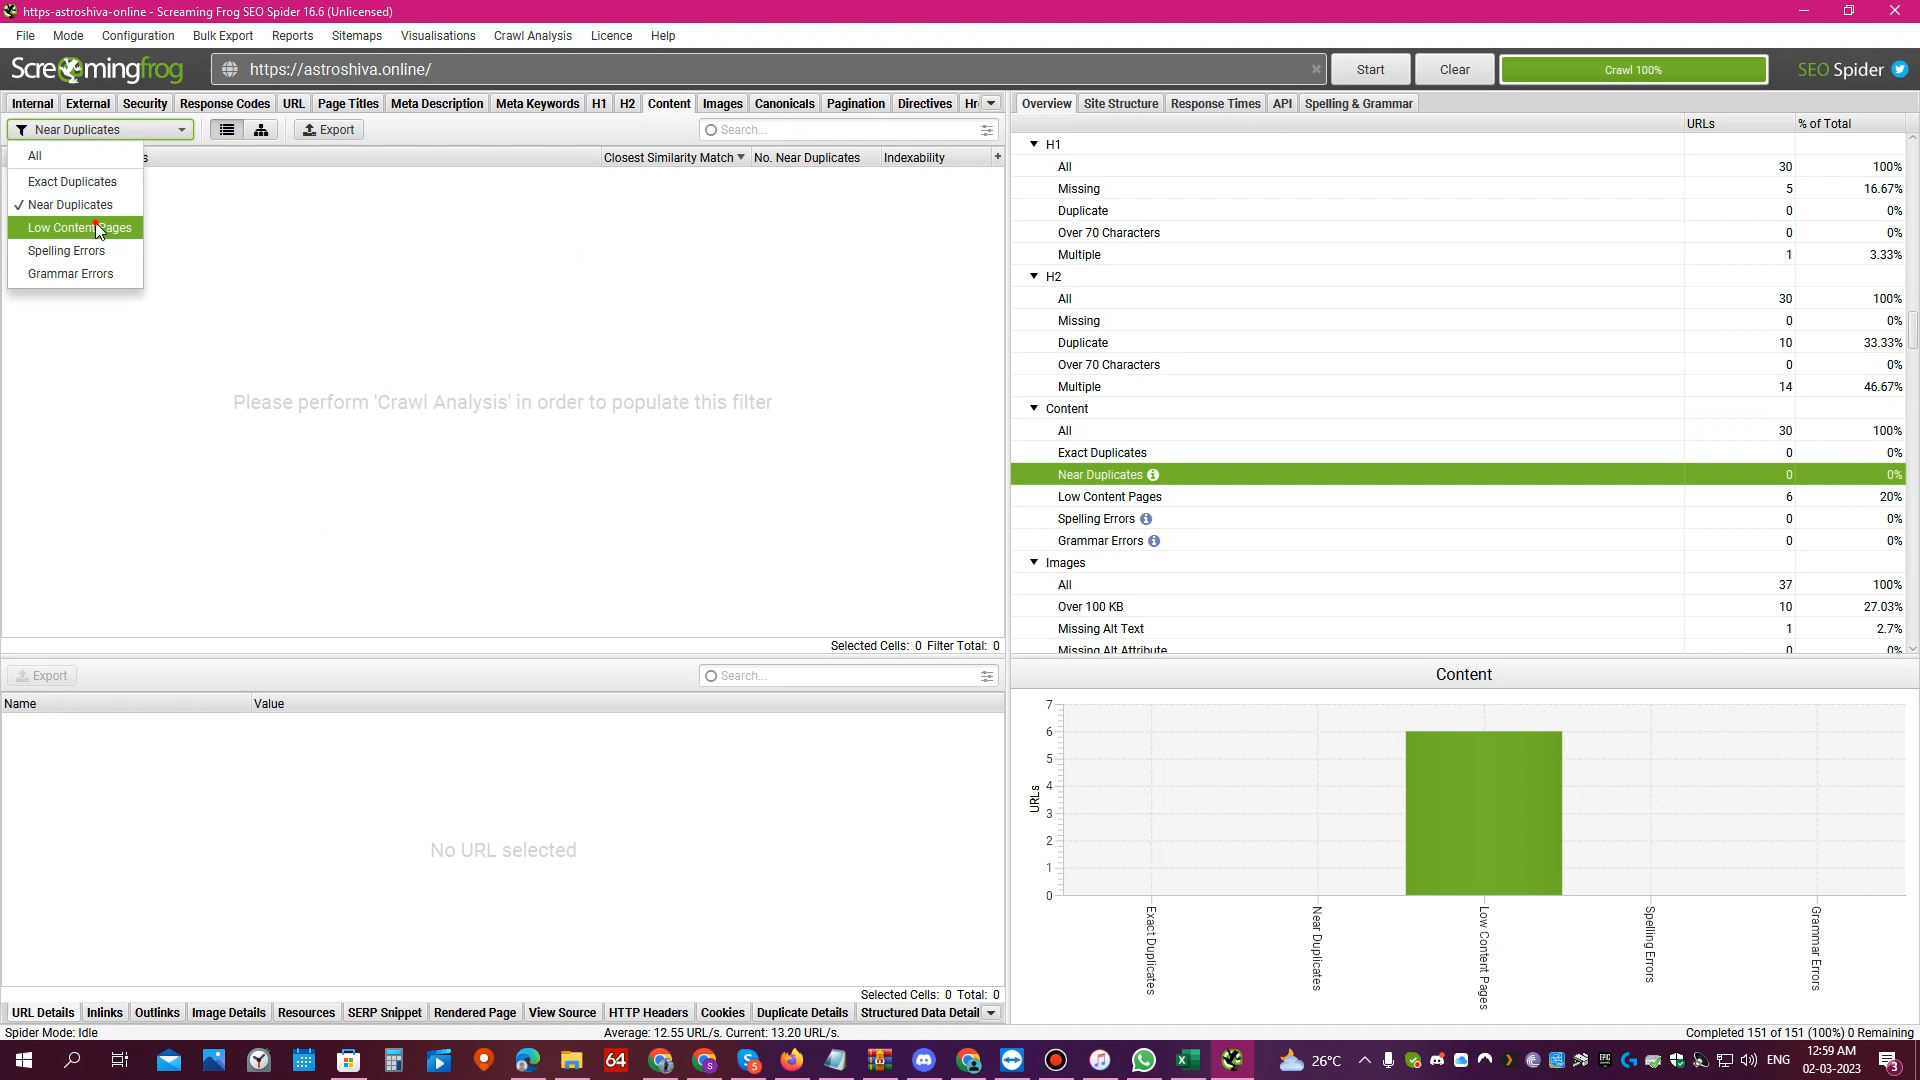 https-astroshiva-online - Screaming Frog SEO Spider 16.6 (Unlicensed)
File Mode Configuration Bulk Export Reports Sitemaps Visualisations Crawl Analysis Licence Help
Screamingfrog https://astroshiva.online/ Start Clear Crawl 100% SEO Spider
Internal External Security Response Codes URL Page Titles Meta Description Meta Keywords H1 H2 Content Images Canonicals Pagination Directives Hr
Near Duplicates Export Search...
All
Exact Duplicates
Near Duplicates
Low Content Pages
Spelling Errors
Grammar Errors
s Closest Similarity Match No. Near Duplicates Indexability +
Please perform 'Crawl Analysis' in order to populate this filter
Selected Cells: 0 Filter Total: 0
Export Search...
Name Value
No URL selected
Selected Cells: 0 Total: 0
URL Details Inlinks Outlinks Image Details Resources SERP Snippet Rendered Page View Source HTTP Headers Cookies Duplicate Details Structured Data Detail
Overview Site Structure Response Times API Spelling & Grammar
URLs % of Total
H1
All 30 100%
Missing 5 16.67%
Duplicate 0 0%
Over 70 Characters 0 0%
Multiple 1 3.33%
H2
All 30 100%
Missing 0 0%
Duplicate 10 33.33%
Over 70 Characters 0 0%
Multiple 14 46.67%
Content
All 30 100%
Exact Duplicates 0 0%
Near Duplicates 0 0%
Low Content Pages 6 20%
Spelling Errors 0 0%
Grammar Errors 0 0%
Images
All 37 100%
Over 100 KB 10 27.03%
Missing Alt Text 1 2.7%
Missing Alt Attribute 0 0%
Content
URLs
7
6
5
4
3
2
1
0
Exact Duplicates
Near Duplicates
Low Content Pages
Spelling Errors
Grammar Errors
Spider Mode: Idle Average: 12.55 URL/s. Current: 13.20 URL/s. Completed 151 of 151 (100%) 0 Remaining
64 26°C ENG 12:59 AM
02-03-2023
3